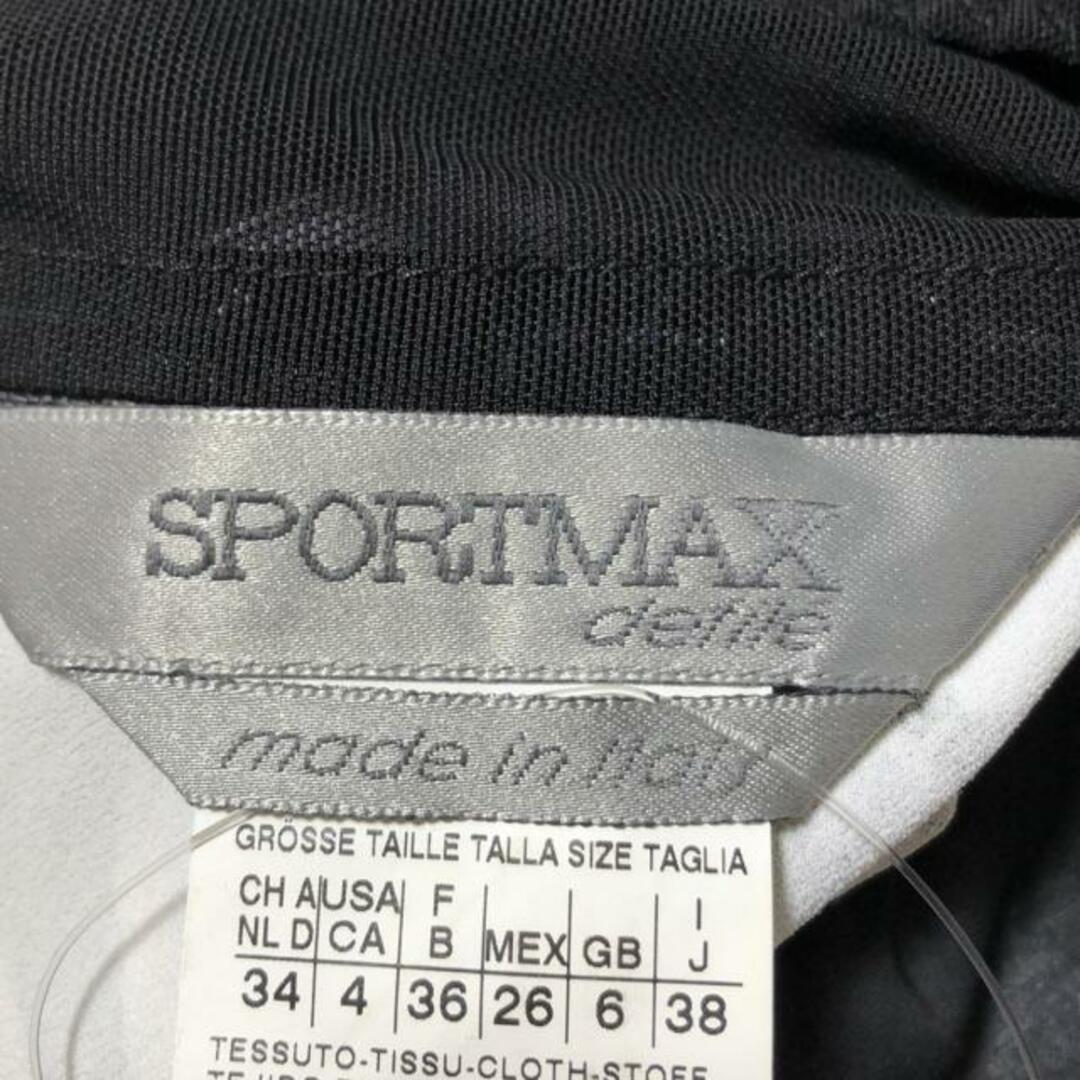 SPORTMAX
defile
made in Italy
GRÖSSE TAILLE TALLA SIZE TAGLIA
CH A USA F I
NL D CA B MEX GB J
34 4 36 26 6 38
TESSUTO-TISSU-CLOTH-STOFF